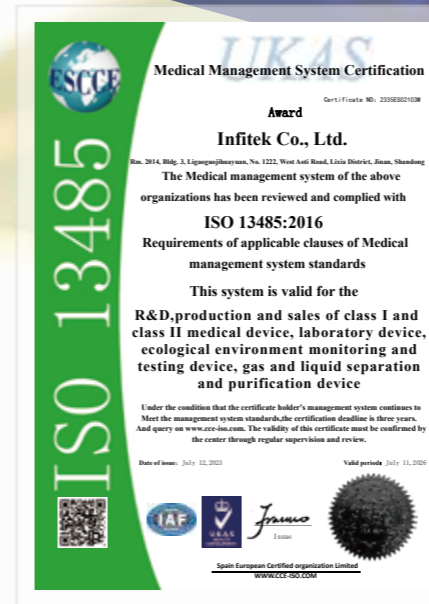 UKAS
ESCCE
Medical Management System Certification
Certificate NO: 2335ES02103M
Award
Infitek Co., Ltd.
Rm. 2014, Bldg. 3, Ligaoguojihuayuan, No. 1222, West Aoti Road, Lixia District, Jinan, Shandong
The Medical management system of the above
organizations has been reviewed and complied with
ISO 13485:2016
Requirements of applicable clauses of Medical
management system standards
This system is valid for the
R&D,production and sales of class I and
class II medical device, laboratory device,
ecological environment monitoring and
testing device, gas and liquid separation
and purification device
Under the condition that the certificate holder's management system continues to
Meet the management system standards,the certification deadline is three years.
And query on www.cce-iso.com. The validity of this certificate must be confirmed by
the center through regular supervision and review.
Date of issue: July 12, 2023 Valid period: July 11, 2026
ISO 13485
IAF
UKAS
Issue
Spain European Certified organization Limited
WWW.CCE-ISO.COM